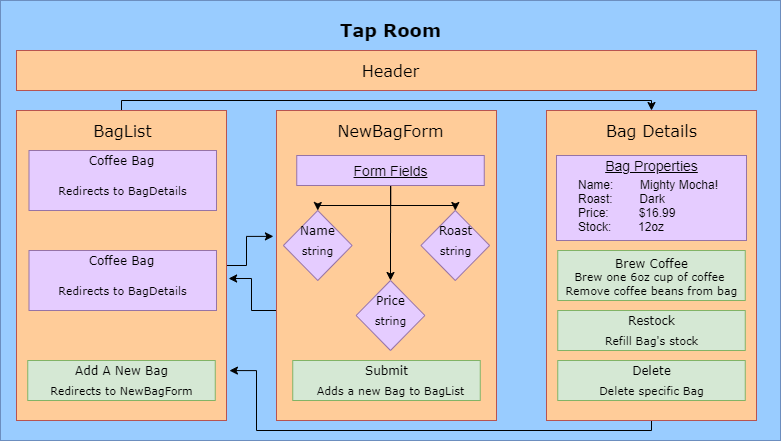 Tap Room
Header
BagList
Coffee Bag
Redirects to BagDetails
Coffee Bag
Redirects to BagDetails
Add A New Bag
Redirects to NewBagForm
NewBagForm
Form Fields
Name
string
Roast
string
Price
string
Submit
Adds a new Bag to BagList
Bag Details
Bag Properties
Name: Mighty Mocha!
Roast: Dark
Price: $16.99
Stock: 12oz
Brew Coffee
Brew one 6oz cup of coffee
Remove coffee beans from bag
Restock
Refill Bag's stock
Delete
Delete specific Bag